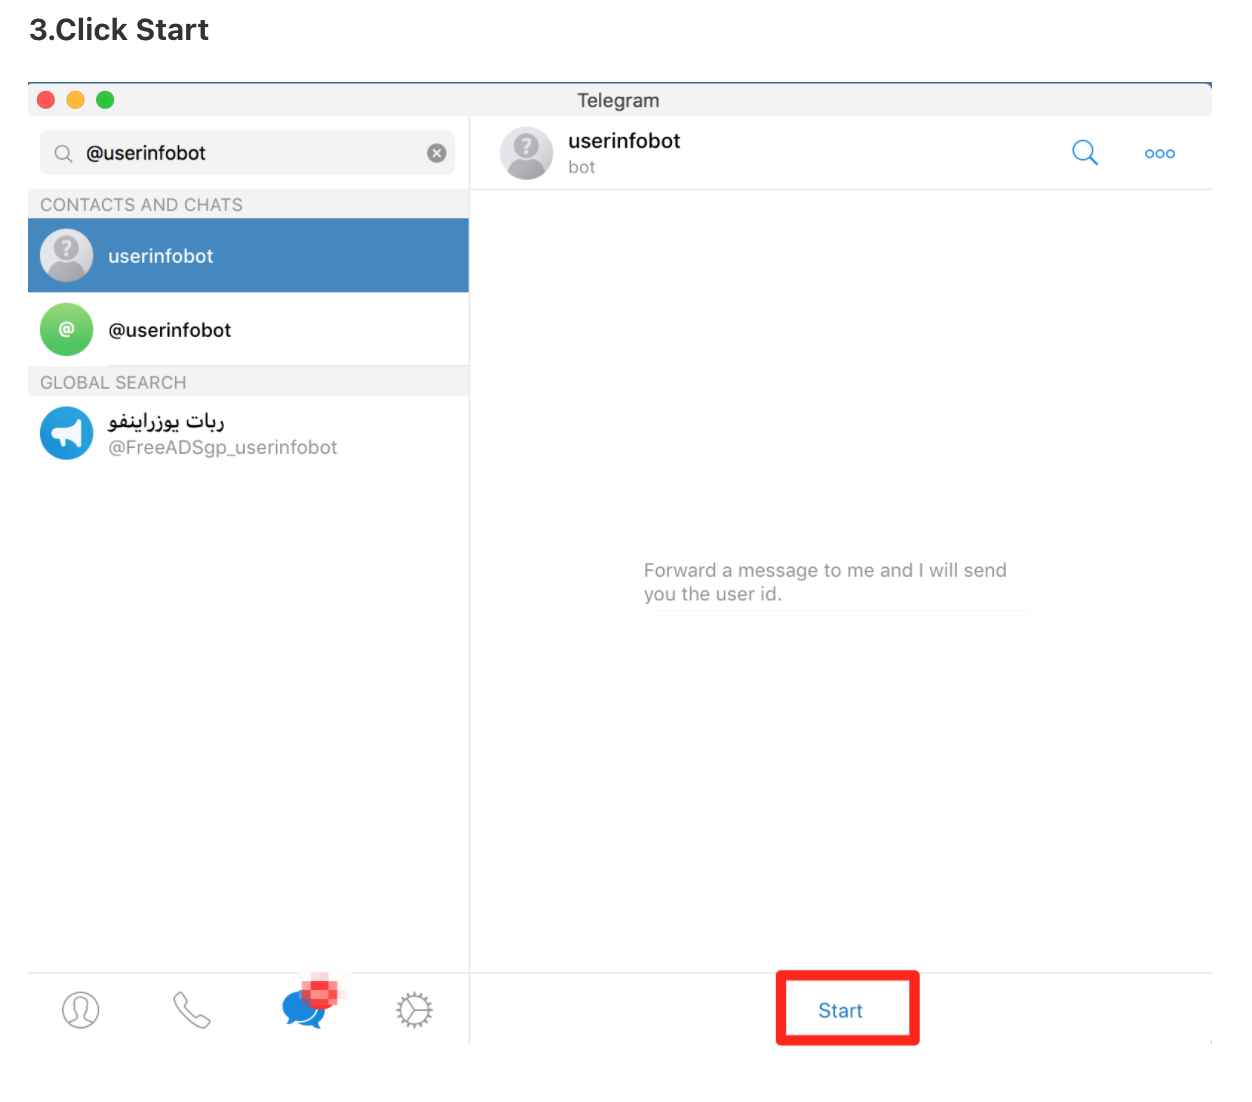 3.Click Start
Telegram
@userinfobot
CONTACTS AND CHATS
userinfobot
@
@userinfobot
GLOBAL SEARCH
ربات یوزراینفو
@FreeADSgp_userinfobot
userinfobot
bot
Forward a message to me and I will send
you the user id.
Start